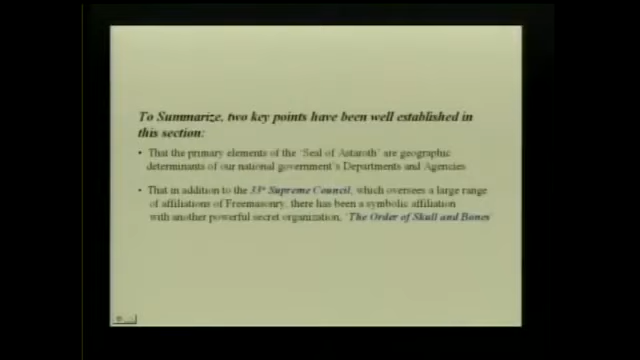 To Summarize, two key points have been well established in
this section:
• That the primary elements of the 'Seal of Astaroth' are geographic
determinants of our national government's Departments and Agencies
• That in addition to the 33º Supreme Council, which oversees a large range
of affiliations of Freemasonry, there has been a symbolic affiliation
with another powerful secret organization, 'The Order of Skull and Bones'